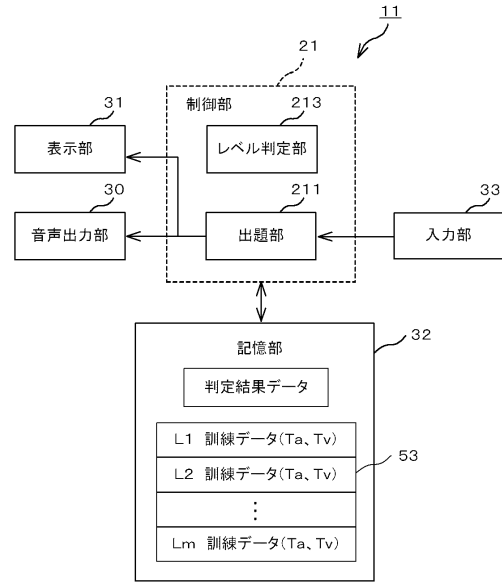 11
21
制御部
31
表示部
213
レベル判定部
30
音声出力部
211
出題部
33
入力部
32
記憶部
判定結果データ
L1 訓練データ(Ta、Tv)
L2 訓練データ(Ta、Tv)
53
⋮
Lm 訓練データ(Ta、Tv)